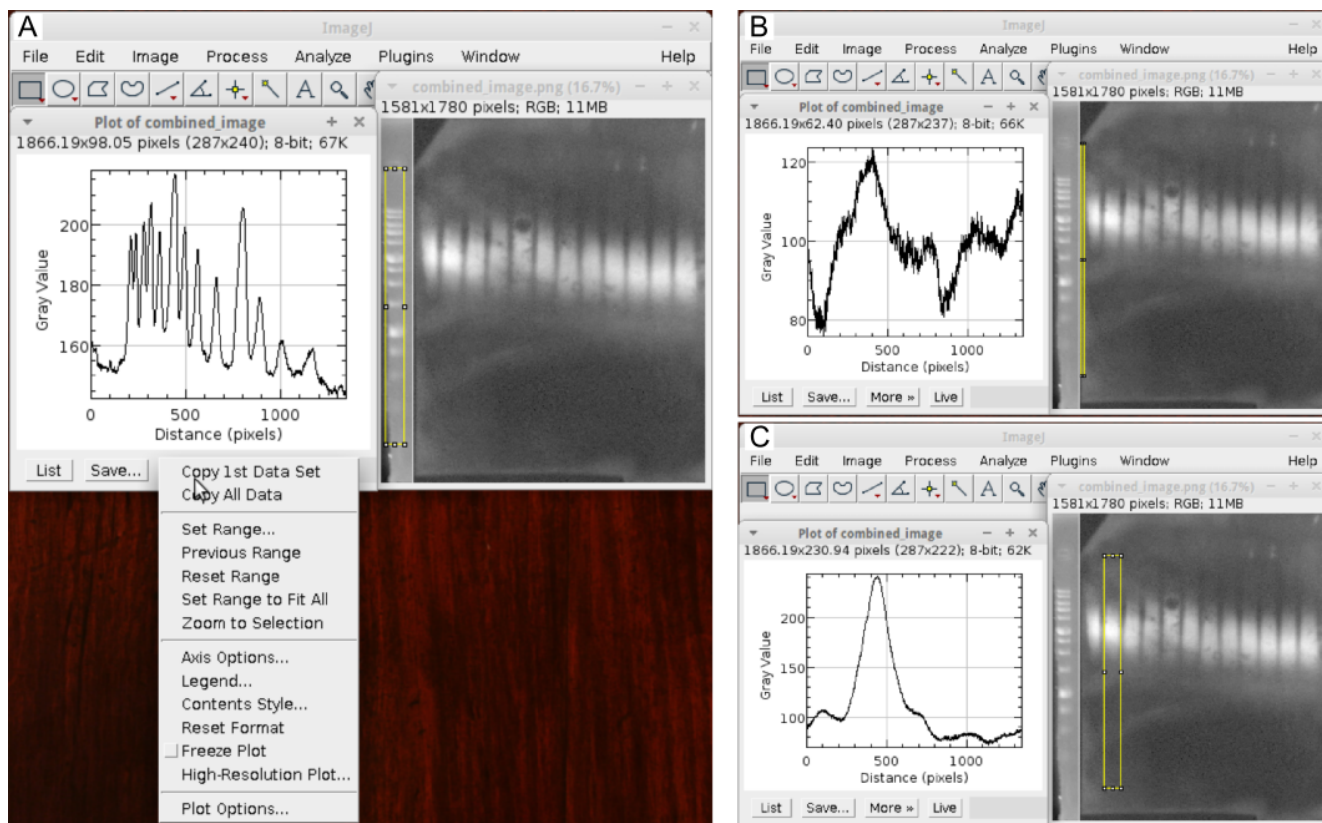 A
ImageJ
File Edit Image Process Analyze Plugins Window Help
combined_image.png (16.7%)
1581x1780 pixels; RGB; 11MB
Plot of combined_image
1866.19x98.05 pixels (287x240); 8-bit; 67K
200
180
160
Gray Value
0 500 1000
Distance (pixels)
List Save...
Copy 1st Data Set
Copy All Data
Set Range...
Previous Range
Reset Range
Set Range to Fit All
Zoom to Selection
Axis Options...
Legend...
Contents Style...
Reset Format
Freeze Plot
High-Resolution Plot...
Plot Options...
B
ImageJ
File Edit Image Process Analyze Plugins Window Help
combined_image.png (16.7%)
1581x1780 pixels; RGB; 11MB
Plot of combined_image
1866.19x62.40 pixels (287x237); 8-bit; 66K
120
100
80
Gray Value
0 500 1000
Distance (pixels)
List Save... More » Live
C
ImageJ
File Edit Image Process Analyze Plugins Window Help
combined_image.png (16.7%)
1581x1780 pixels; RGB; 11MB
Plot of combined_image
1866.19x230.94 pixels (287x222); 8-bit; 62K
200
150
100
Gray Value
0 500 1000
Distance (pixels)
List Save... More » Live